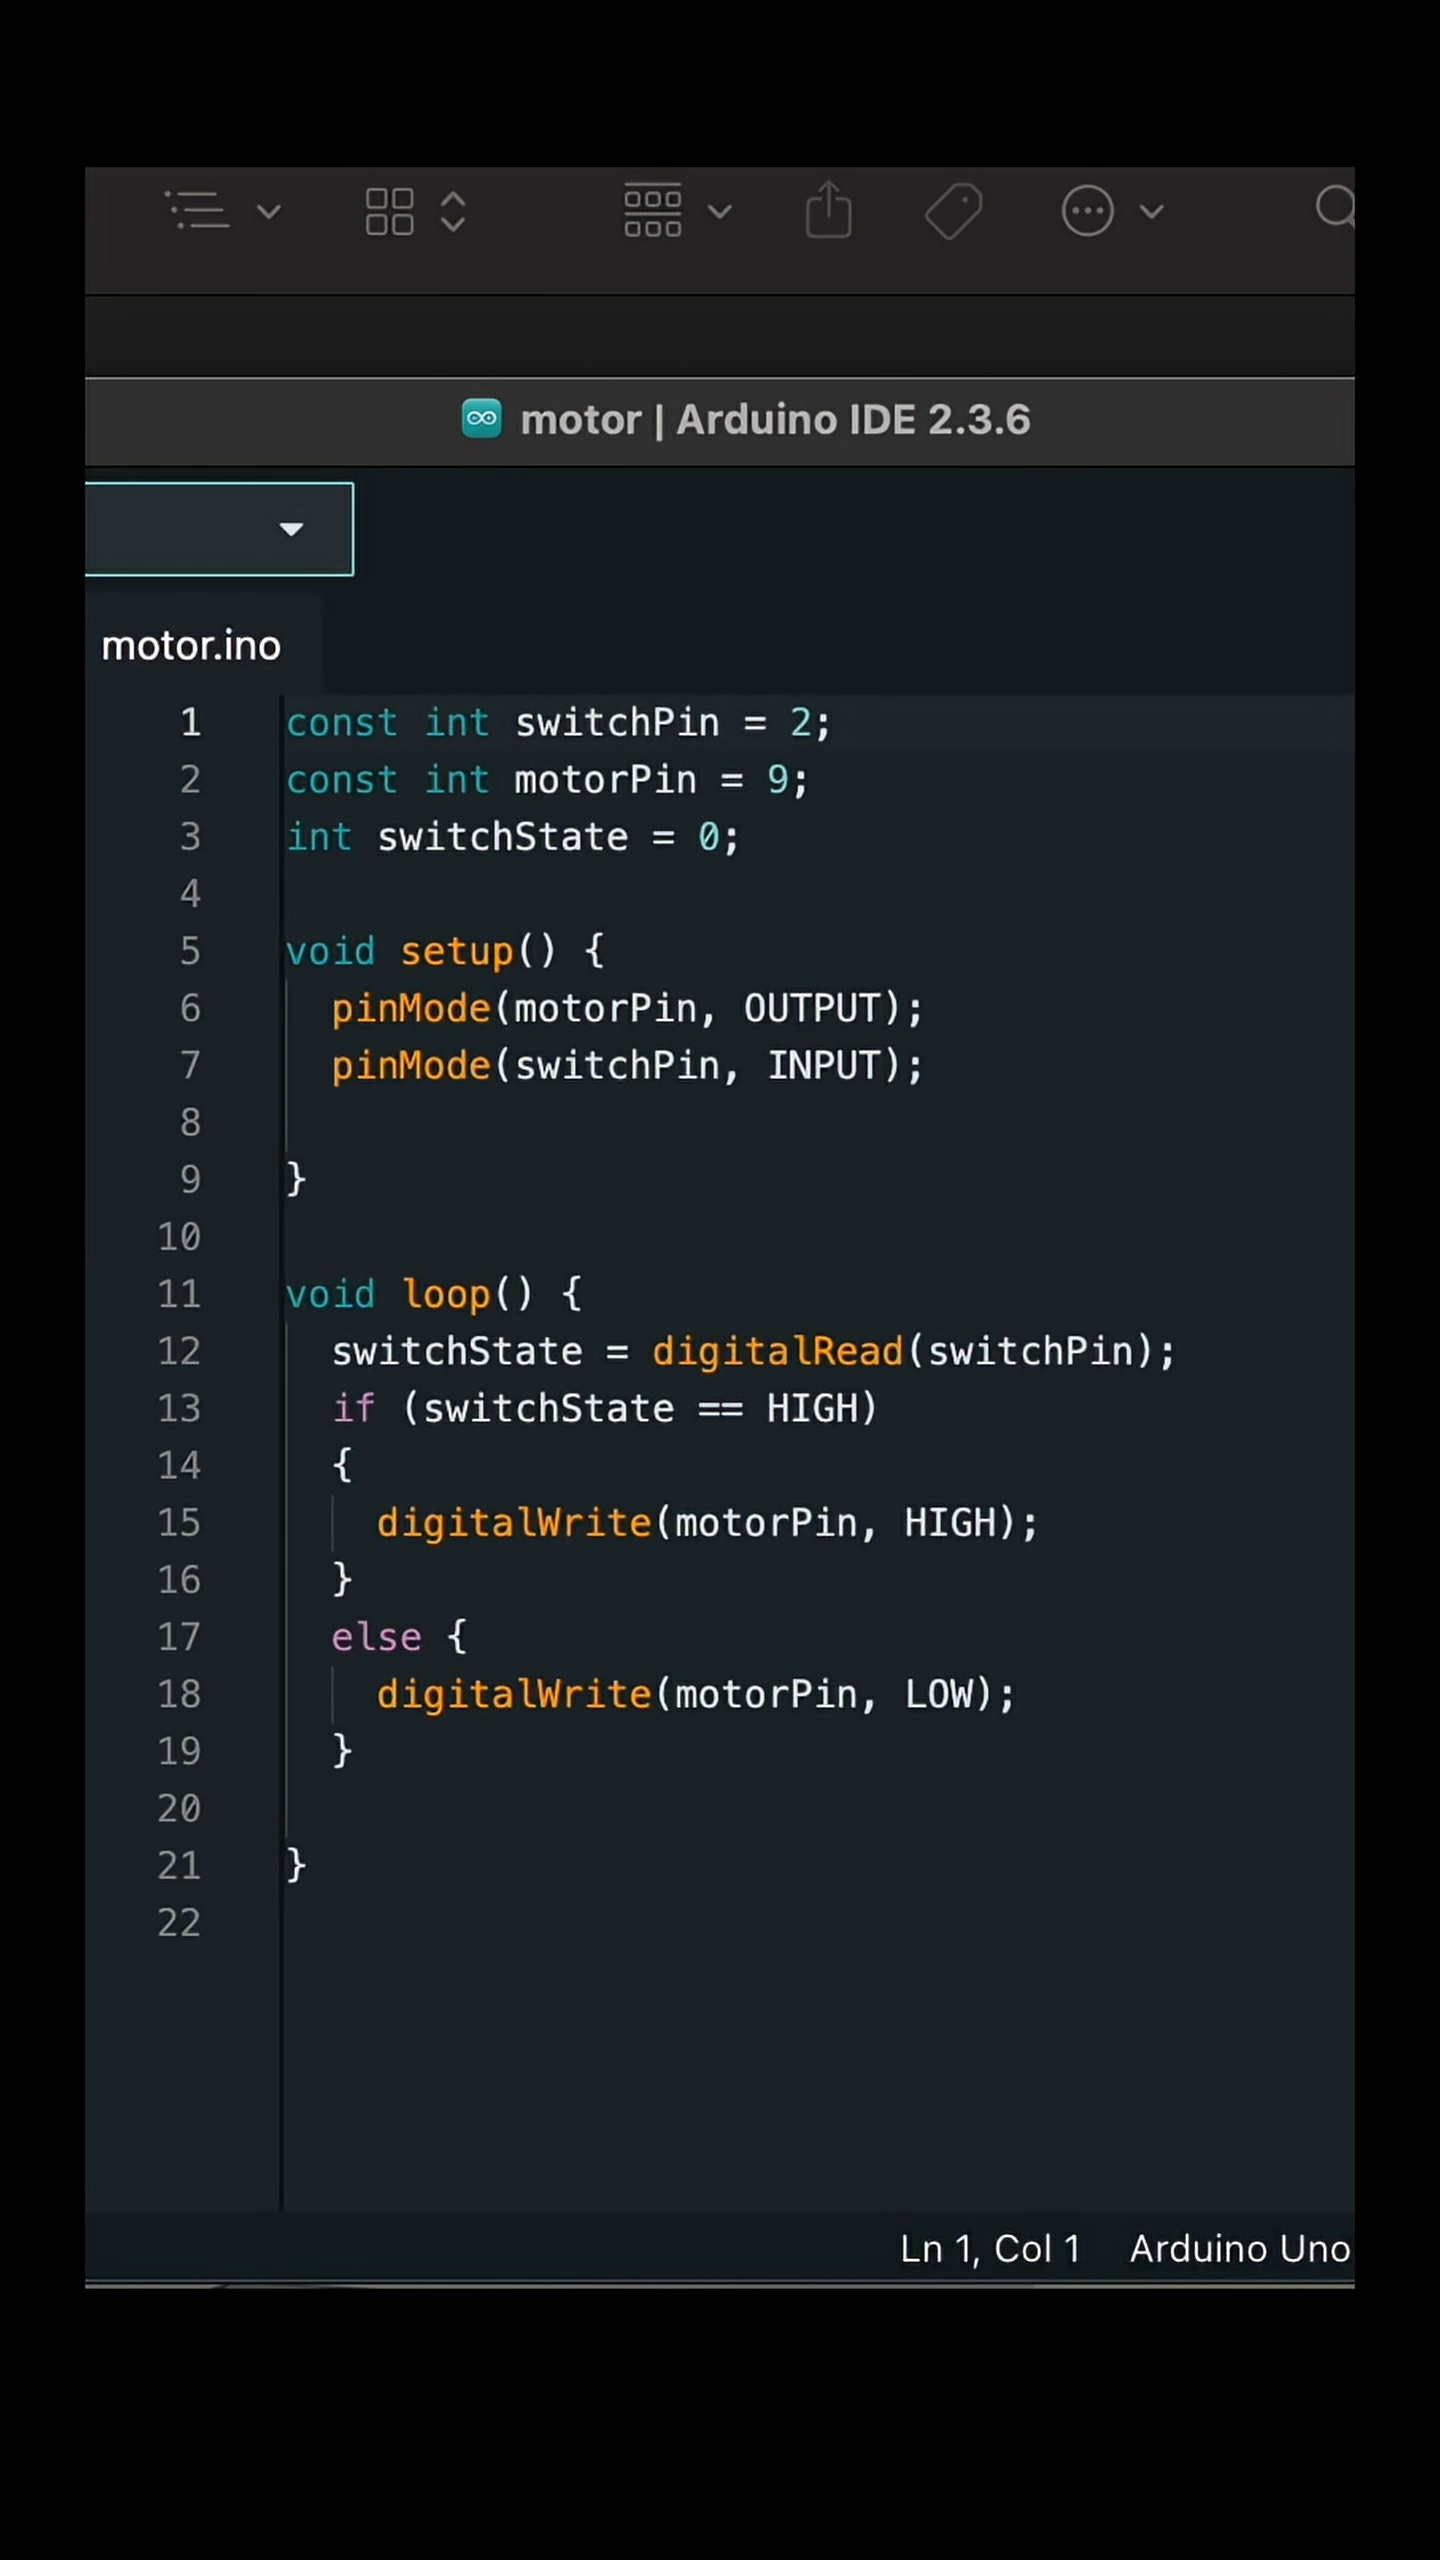 motor | Arduino IDE 2.3.6
motor.ino
1 const int switchPin = 2;
2 const int motorPin = 9;
3 int switchState = 0;
4
5 void setup() {
6 pinMode(motorPin, OUTPUT);
7 pinMode(switchPin, INPUT);
8
9 }
10
11 void loop() {
12 switchState = digitalRead(switchPin);
13 if (switchState == HIGH)
14 {
15 digitalWrite(motorPin, HIGH);
16 }
17 else {
18 digitalWrite(motorPin, LOW);
19 }
20
21 }
22
Ln 1, Col 1 Arduino Uno